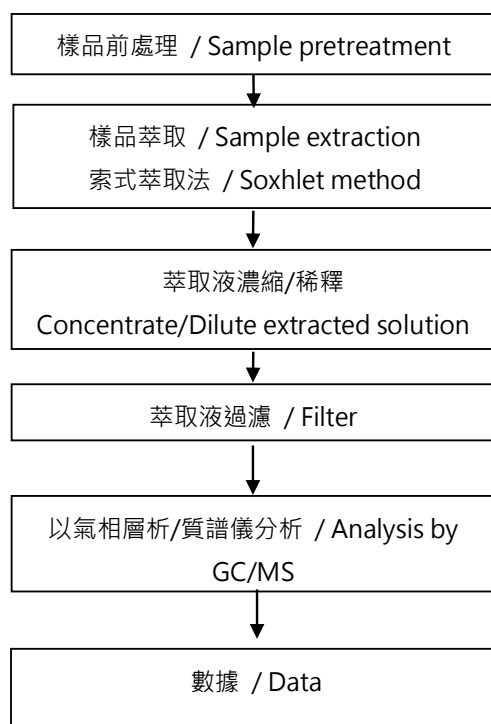 樣品前處理 / Sample pretreatment
樣品萃取 / Sample extraction
索式萃取法 / Soxhlet method
萃取液濃縮/稀釋
Concentrate/Dilute extracted solution
萃取液過濾 / Filter
以氣相層析/質譜儀分析 / Analysis by
GC/MS
數據 / Data